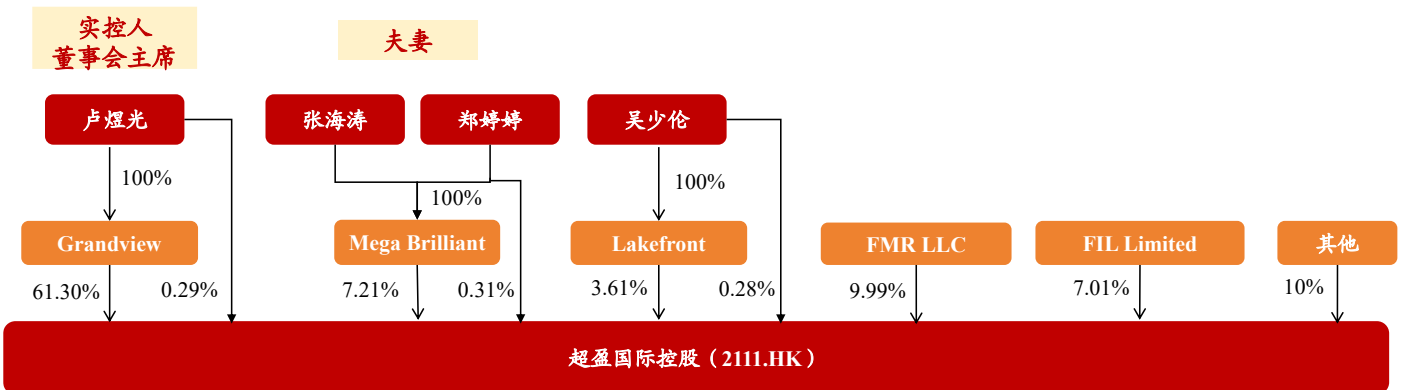 实控人
董事会主席
夫妻
卢煜光
张海涛
郑婷婷
吴少伦
100%
100%
100%
Grandview
Mega Brilliant
Lakefront
FMR LLC
FIL Limited
其他
61.30%
0.29%
7.21%
0.31%
3.61%
0.28%
9.99%
7.01%
10%
超盈国际控股（2111.HK）